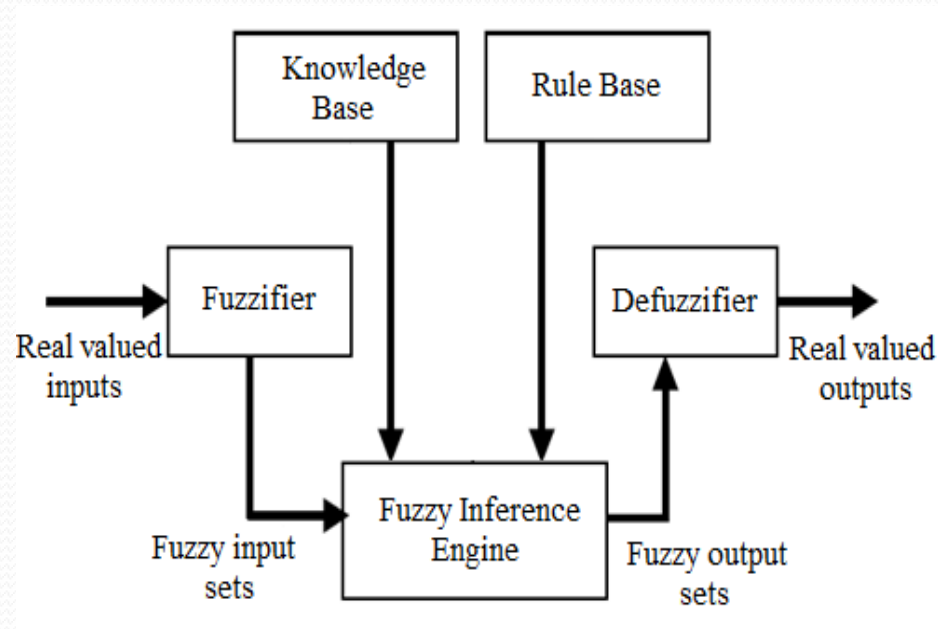 Knowledge
Base
Rule Base
Fuzzifier
Defuzzifier
Real valued
inputs
Real valued
outputs
Fuzzy Inference
Engine
Fuzzy input
sets
Fuzzy output
sets